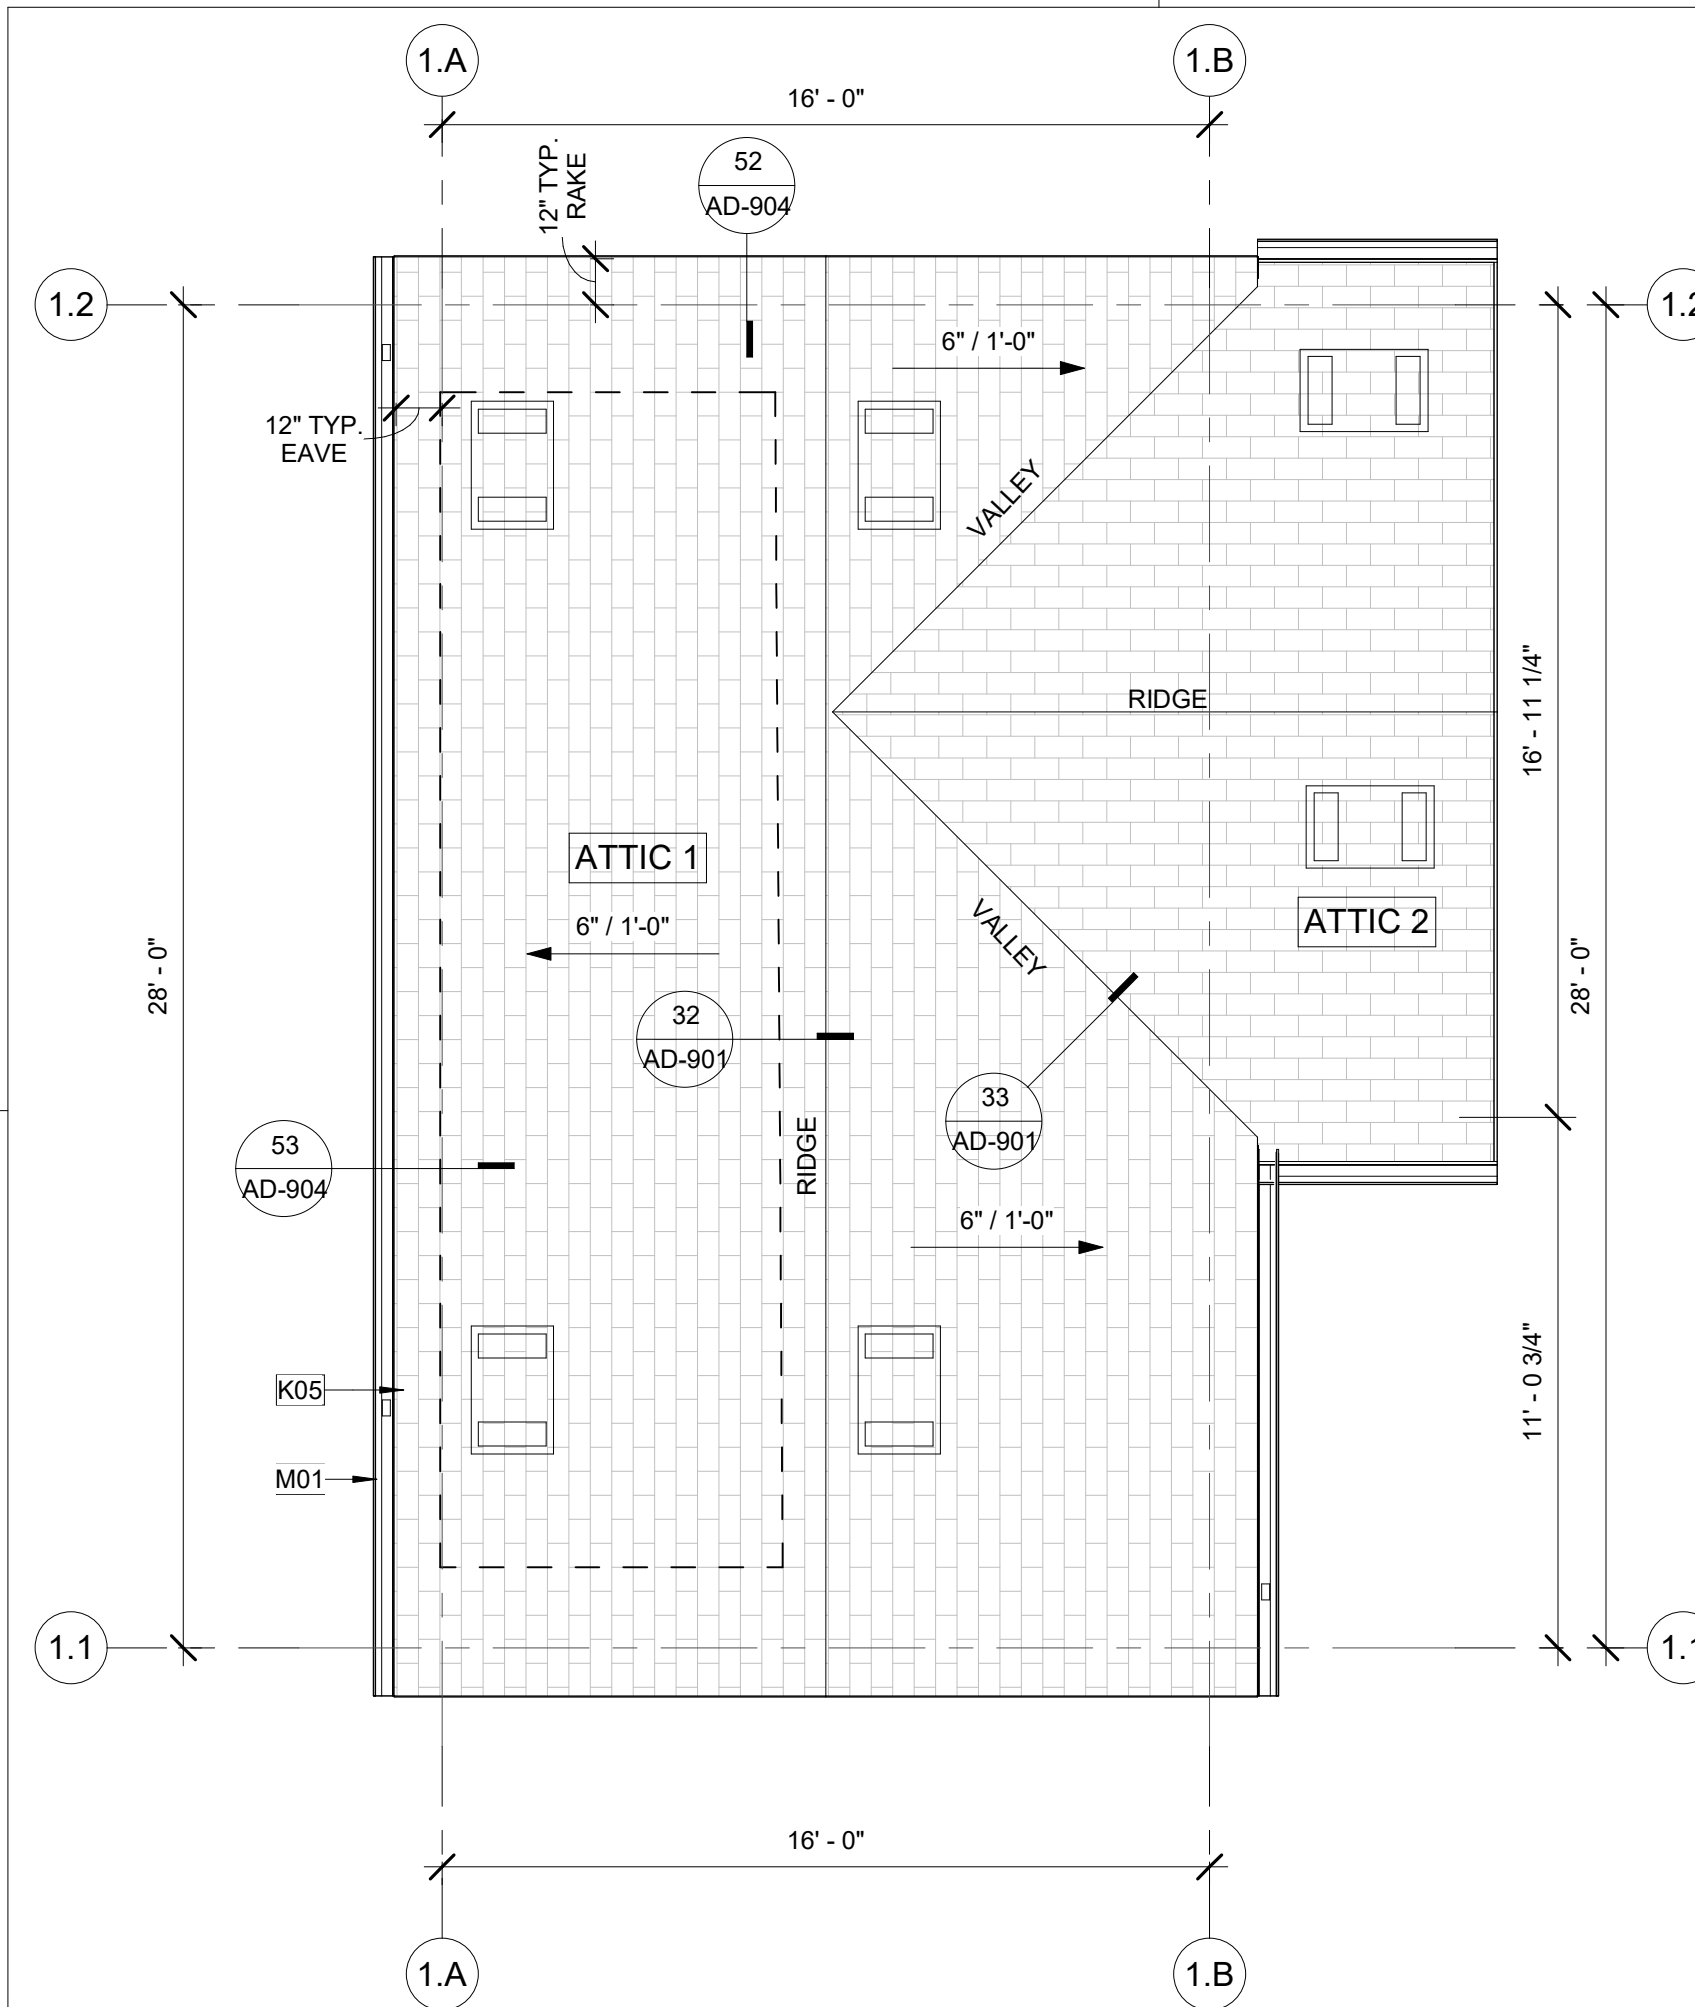 1.A
1.B
16' - 0"
12" TYP.
RAKE
52
AD-904
1.2
1.2
6" / 1'-0"
12" TYP.
EAVE
VALLEY
RIDGE
16' - 11 1/4"
ATTIC 1
6" / 1'-0"
VALLEY
ATTIC 2
28' - 0"
28' - 0"
32
AD-901
33
AD-901
RIDGE
53
AD-904
6" / 1'-0"
K05
11' - 0 3/4"
M01
1.1
1.1
16' - 0"
1.A
1.B